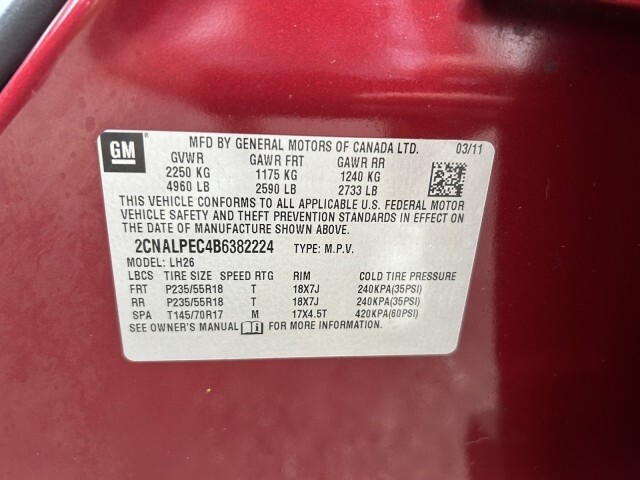 GM
MFD BY GENERAL MOTORS OF CANADA LTD. 03/11
GVWR GAWR FRT GAWR RR
2250 KG 1175 KG 1240 KG
4960 LB 2590 LB 2733 LB
THIS VEHICLE CONFORMS TO ALL APPLICABLE U.S. FEDERAL MOTOR
VEHICLE SAFETY AND THEFT PREVENTION STANDARDS IN EFFECT ON
THE DATE OF MANUFACTURE SHOWN ABOVE.
2CNALPEC4B6382224 TYPE: M.P.V.
MODEL: LH26
LBCS TIRE SIZE SPEED RTG RIM COLD TIRE PRESSURE
FRT P235/55R18 T 18X7J 240KPA(35PSI)
RR P235/55R18 T 18X7J 240KPA(35PSI)
SPA T145/70R17 M 17X4.5T 420KPA(60PSI)
SEE OWNER'S MANUAL FOR MORE INFORMATION.